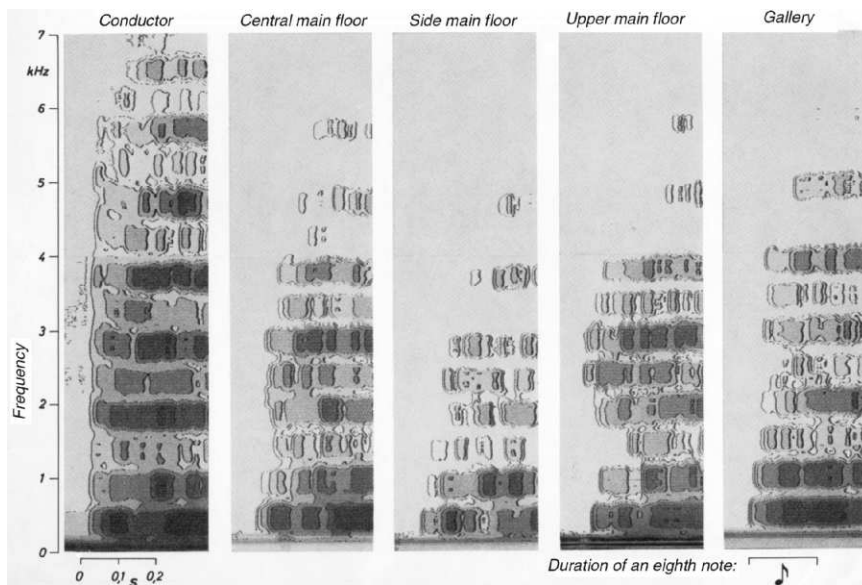 Conductor Central main floor Side main floor Upper main floor Gallery
7
kHz
6
5
4
3
2
1
0
Frequency
0 0,1 0,2
s
Duration of an eighth note: